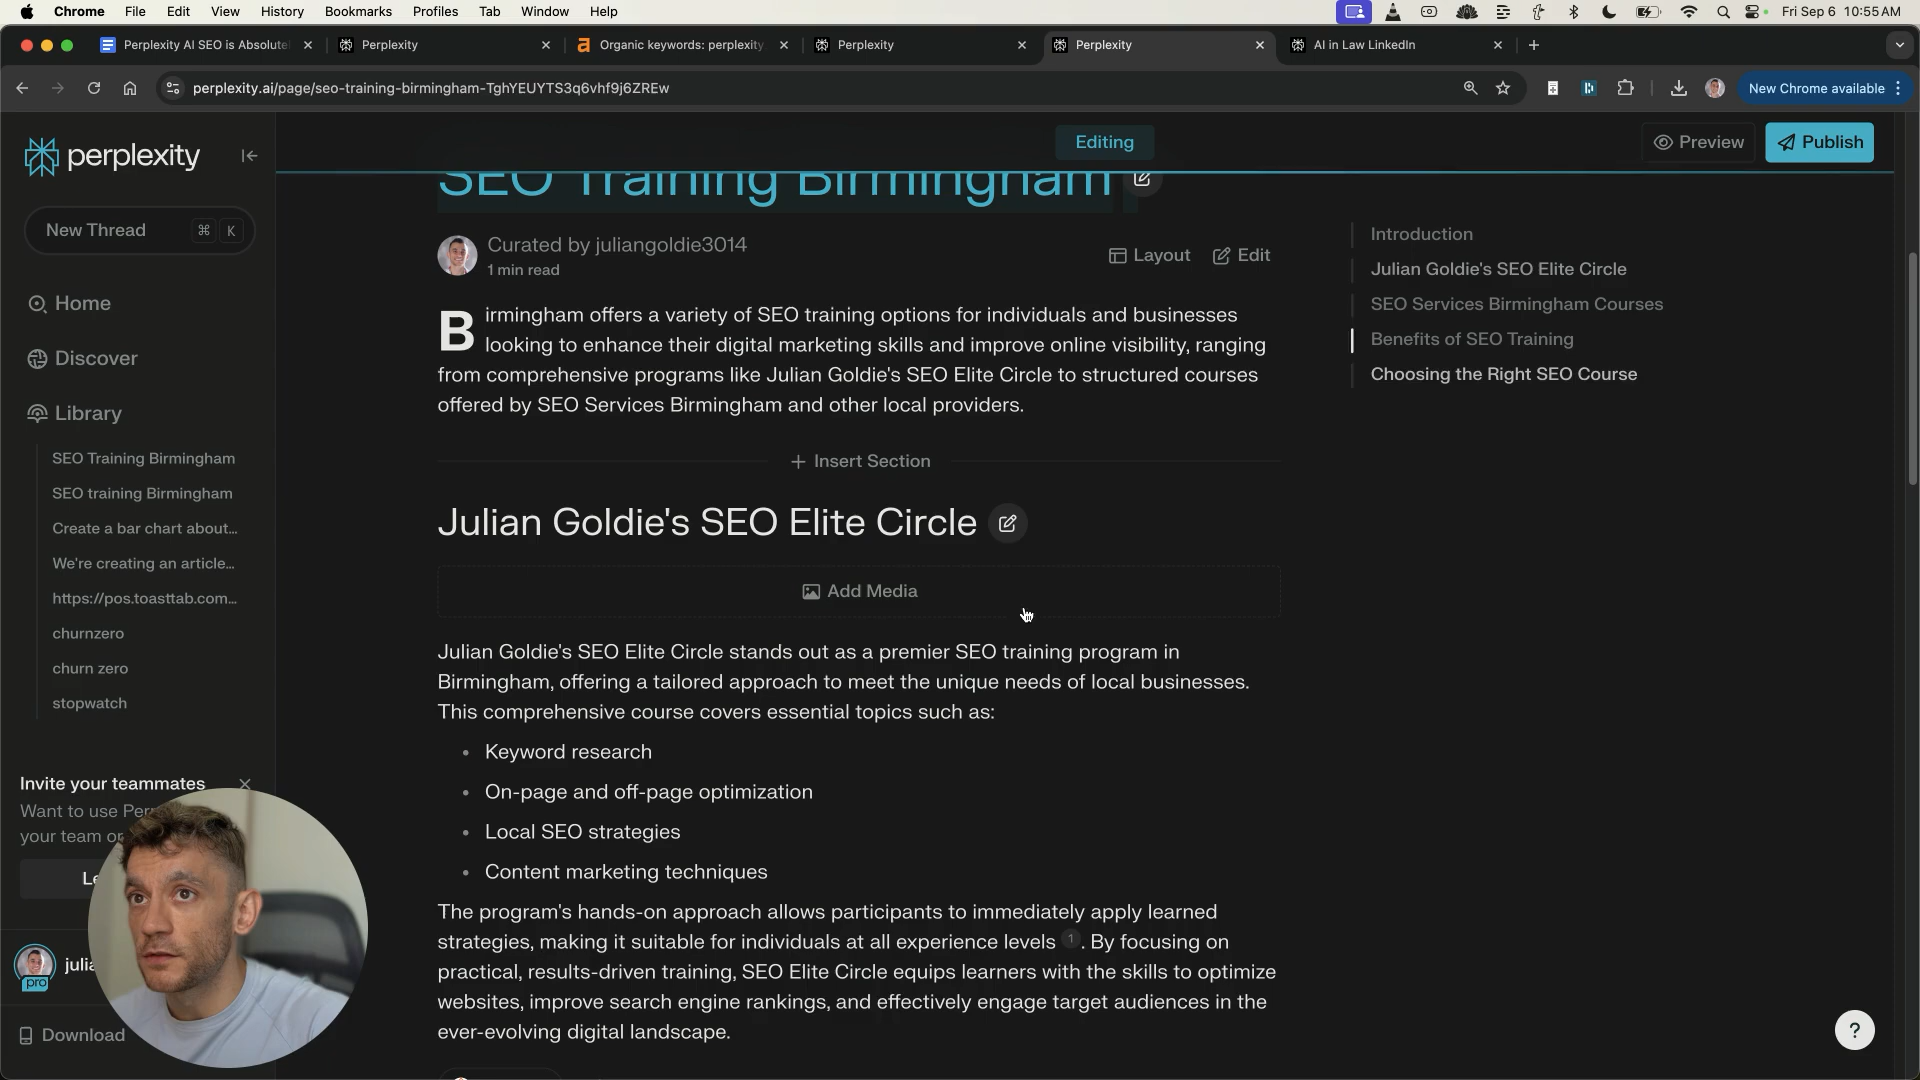 Chrome File Edit View History Bookmarks Profiles Tab Window Help Fri Sep 6 10:55 AM
Perplexity AI SEO is Absolute Perplexity Organic keywords: perplexity Perplexity Perplexity AI in Law LinkedIn
perplexity.ai/page/seo-training-birmingham-TghYEUYTS3q6vhf9j6ZREw New Chrome available
perplexity
Editing
Preview
Publish
New Thread ⌘ K
Home
Discover
Library
SEO Training Birmingham
SEO training Birmingham
Create a bar chart about...
We're creating an article...
https://pos.toasttab.com...
churnzero
churn zero
stopwatch
Invite your teammates
Want to use
your team or
pro
Download
SEO Training Birmingham
Curated by juliangoldie3014
1 min read
Layout Edit
Birmingham offers a variety of SEO training options for individuals and businesses
looking to enhance their digital marketing skills and improve online visibility, ranging
from comprehensive programs like Julian Goldie's SEO Elite Circle to structured courses
offered by SEO Services Birmingham and other local providers.
+ Insert Section
Julian Goldie's SEO Elite Circle
Add Media
Julian Goldie's SEO Elite Circle stands out as a premier SEO training program in
Birmingham, offering a tailored approach to meet the unique needs of local businesses.
This comprehensive course covers essential topics such as:
• Keyword research
• On-page and off-page optimization
• Local SEO strategies
• Content marketing techniques
The program's hands-on approach allows participants to immediately apply learned
strategies, making it suitable for individuals at all experience levels 1. By focusing on
practical, results-driven training, SEO Elite Circle equips learners with the skills to optimize
websites, improve search engine rankings, and effectively engage target audiences in the
ever-evolving digital landscape.
Introduction
Julian Goldie's SEO Elite Circle
SEO Services Birmingham Courses
Benefits of SEO Training
Choosing the Right SEO Course
?